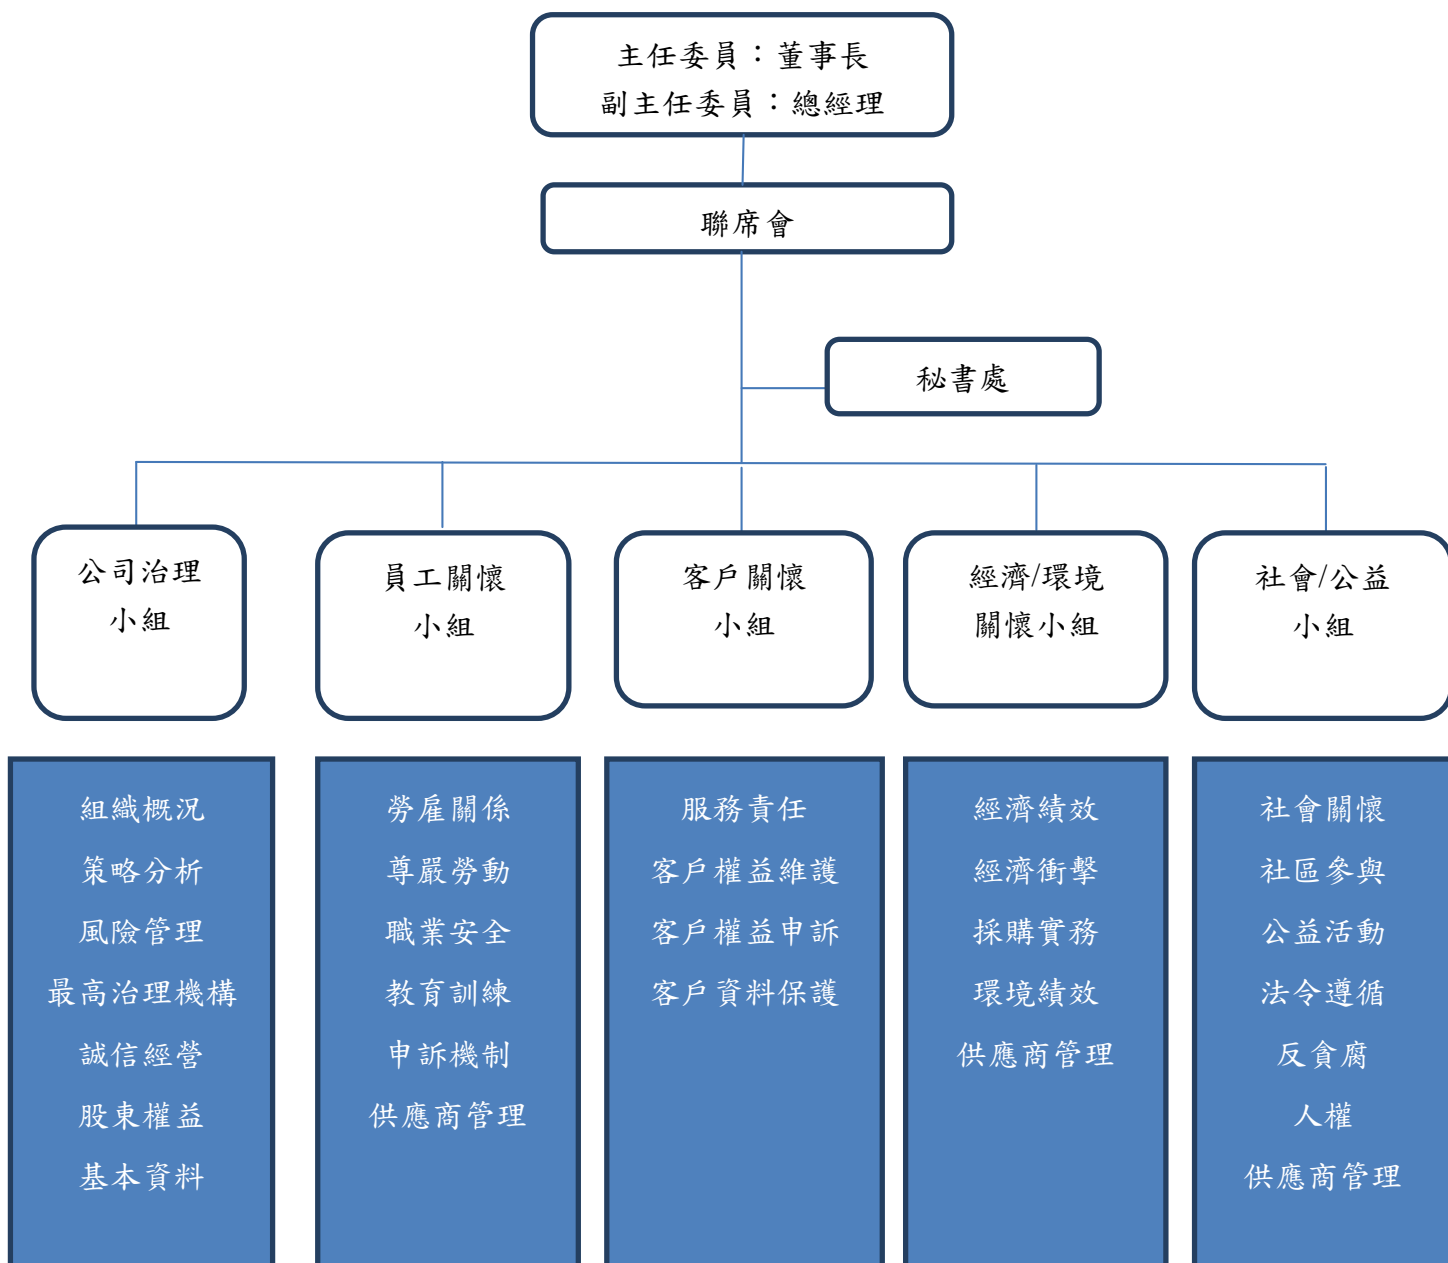 主任委員：董事長
副主任委員：總經理
聯席會
秘書處
公司治理
小組
員工關懷
小組
客戶關懷
小組
經濟/環境
關懷小組
社會/公益
小組
組織概況
策略分析
風險管理
最高治理機構
誠信經營
股東權益
基本資料
勞雇關係
尊嚴勞動
職業安全
教育訓練
申訴機制
供應商管理
服務責任
客戶權益維護
客戶權益申訴
客戶資料保護
經濟績效
經濟衝擊
採購實務
環境績效
供應商管理
社會關懷
社區參與
公益活動
法令遵循
反貪腐
人權
供應商管理